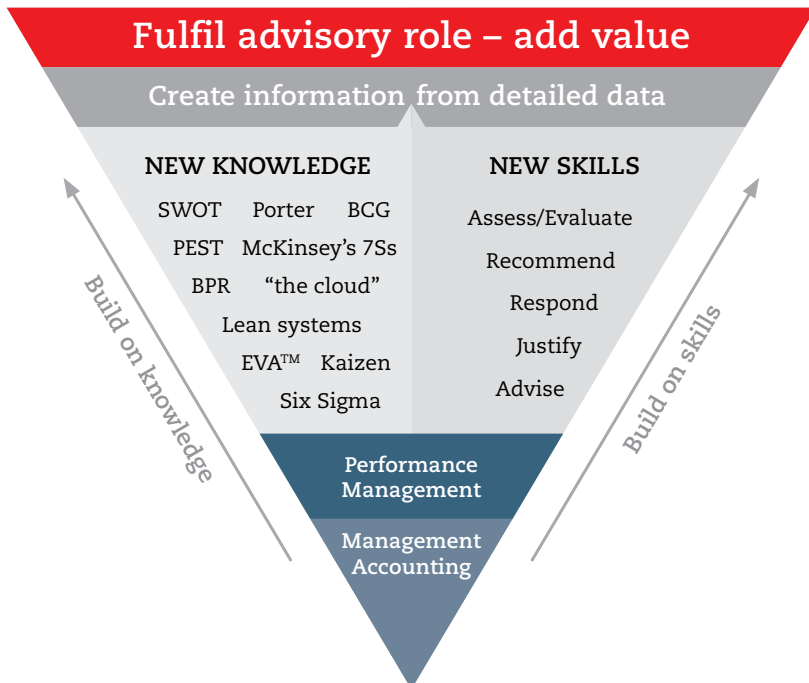 Fulfil advisory role – add value
Create information from detailed data
NEW KNOWLEDGE
SWOT Porter BCG
PEST McKinsey's 7Ss
BPR "the cloud"
Lean systems
EVA™ Kaizen
Six Sigma
NEW SKILLS
Assess/Evaluate
Recommend
Respond
Justify
Advise
Build on knowledge
Build on skills
Performance
Management
Management
Accounting